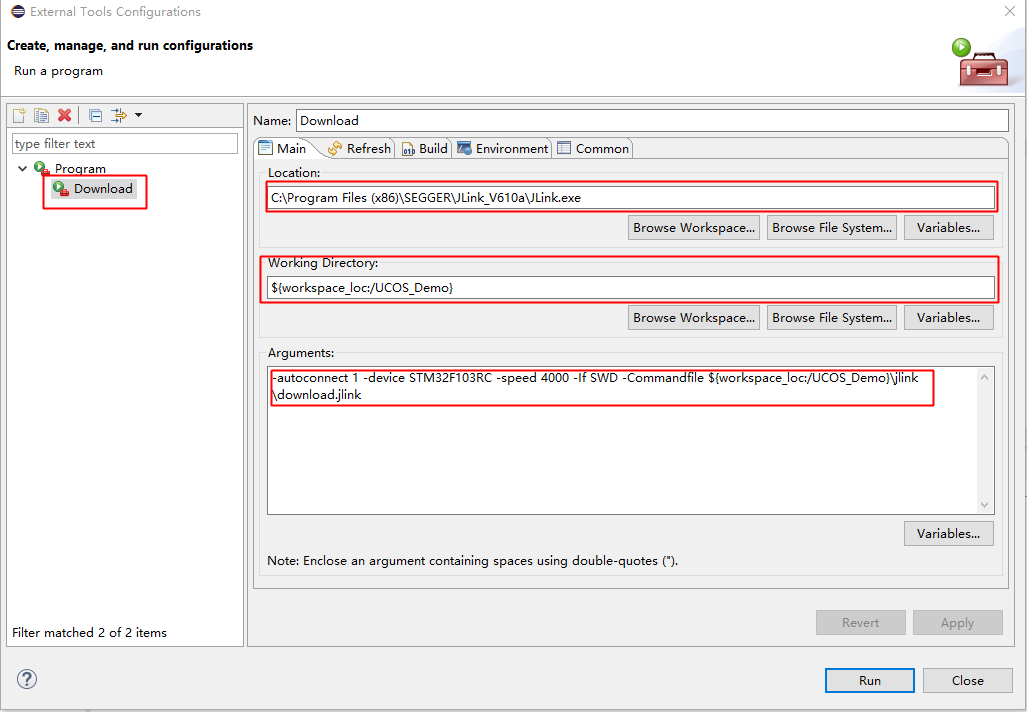 External Tools Configurations
Create, manage, and run configurations
Run a program
type filter text
Program
Download
Filter matched 2 of 2 items
Name: Download
Main Refresh Build Environment Common
Location:
C:\Program Files (x86)\SEGGER\JLink_V610a\JLink.exe
Browse Workspace... Browse File System... Variables...
Working Directory:
${workspace_loc:/UCOS_Demo}
Browse Workspace... Browse File System... Variables...
Arguments:
-autoconnect 1 -device STM32F103RC -speed 4000 -If SWD -Commandfile ${workspace_loc:/UCOS_Demo}\jlink
\download.jlink
Variables...
Note: Enclose an argument containing spaces using double-quotes (").
Revert Apply
Run Close